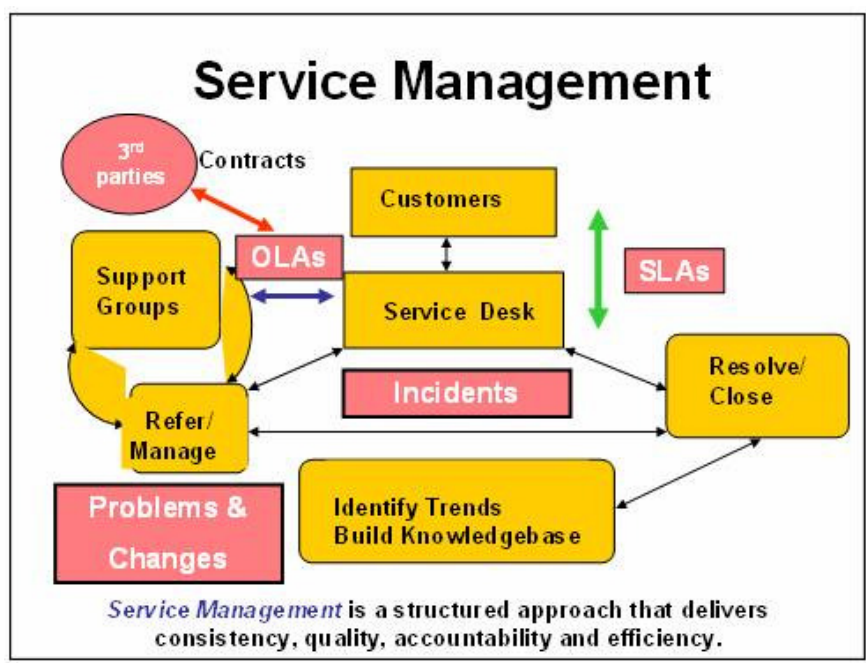 Service Management
3rd
parties
Contracts
Customers
OLAs
SLAs
Support
Groups
Service Desk
Resolve/
Close
Incidents
Refer/
Manage
Problems &
Changes
Identify Trends
Build Knowledgebase
Service Management is a structured approach that delivers
consistency, quality, accountability and efficiency.